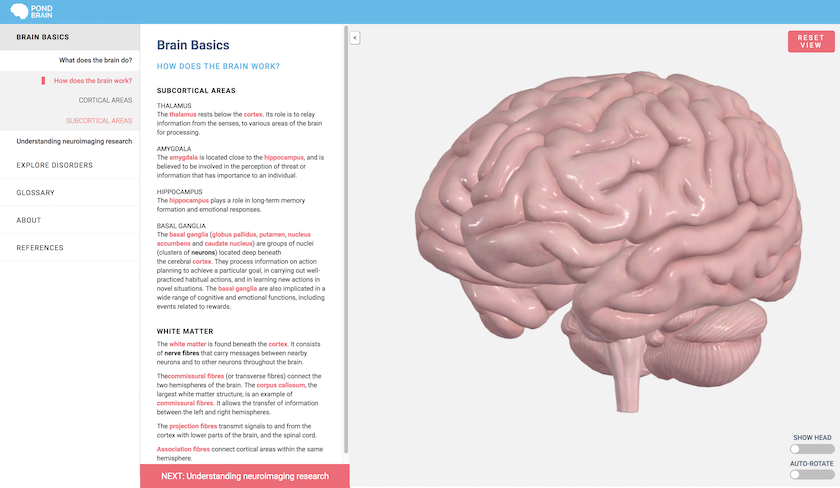 POND
BRAIN
BRAIN BASICS
What does the brain do?
How does the brain work?
CORTICAL AREAS
SUBCORTICAL AREAS
Understanding neuroimaging research
EXPLORE DISORDERS
GLOSSARY
ABOUT
REFERENCES
Brain Basics
HOW DOES THE BRAIN WORK?
SUBCORTICAL AREAS
THALAMUS
The thalamus rests below the cortex. Its role is to relay
information from the senses, to various areas of the brain
for processing.
AMYGDALA
The amygdala is located close to the hippocampus, and is
believed to be involved in the perception of threat or
information that has importance to an individual.
HIPPOCAMPUS
The hippocampus plays a role in long-term memory
formation and emotional responses.
BASAL GANGLIA
The basal ganglia (globus pallidus, putamen, nucleus
accumbens and caudate nucleus) are groups of nuclei
(clusters of neurons) located deep beneath
the cerebral cortex. They process information on action
planning to achieve a particular goal, in carrying out well-
practiced habitual actions, and in learning new actions in
novel situations. The basal ganglia are also implicated in a
wide range of cognitive and emotional functions, including
events related to rewards.
WHITE MATTER
The white matter is found beneath the cortex. It consists
of nerve fibres that carry messages between nearby
neurons and to other neurons throughout the brain.
Thecommissural fibres (or transverse fibres) connect the
two hemispheres of the brain. The corpus callosum, the
largest white matter structure, is an example of
commissural fibres. It allows the transfer of information
between the left and right hemispheres.
The projection fibres transmit signals to and from the
cortex with lower parts of the brain, and the spinal cord.
Association fibres connect cortical areas within the same
hemisphere.
NEXT: Understanding neuroimaging research
<
RESET
VIEW
SHOW HEAD
AUTO-ROTATE